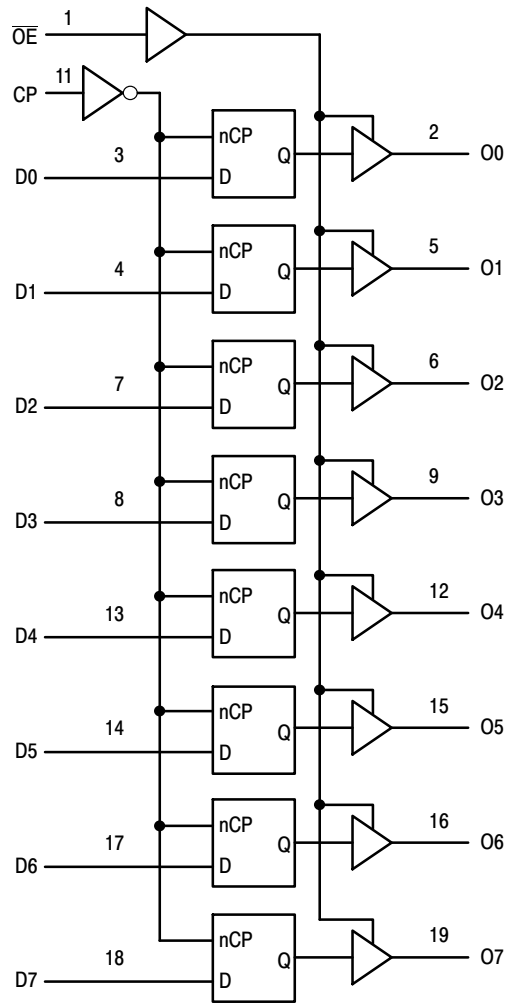 O̅E̅ 1
CP 11
nCP
D0 3 D Q 2 O0
nCP
D1 4 D Q 5 O1
nCP
D2 7 D Q 6 O2
nCP
D3 8 D Q 9 O3
nCP
D4 13 D Q 12 O4
nCP
D5 14 D Q 15 O5
nCP
D6 17 D Q 16 O6
nCP
D7 18 D Q 19 O7